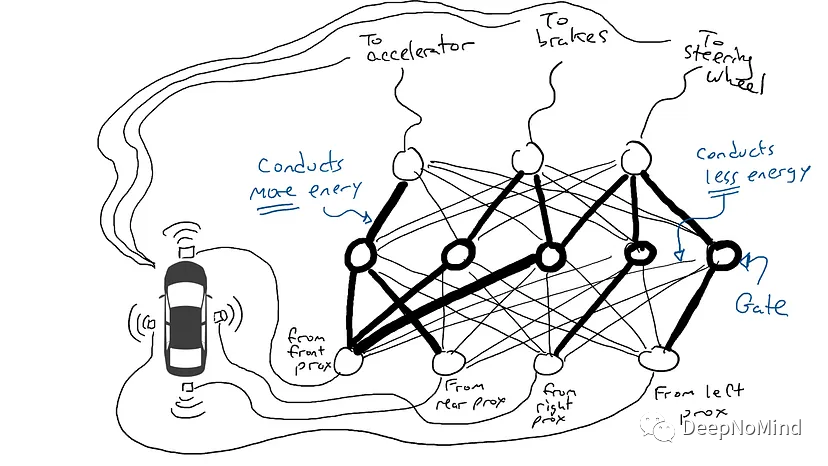 To
accelerator
To
brakes
To
steering
wheel
Conducts
more enery
conducts
less energy
Gate
from
front
prox
From
rear prox
from
right
prox
From left
prox
DeepNoMind